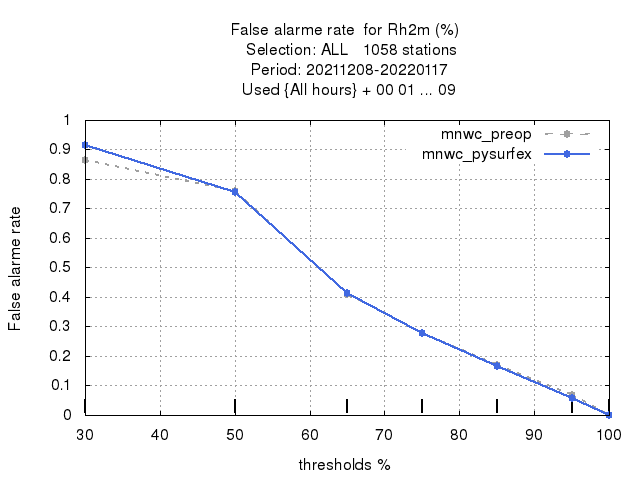 False alarme rate  for Rh2m (%)
Selection: ALL   1058 stations
Period: 20211208-20220117
Used {All hours} + 00 01 ... 09
mnwc_preop
mnwc_pysurfex
False alarme rate
1
0.9
0.8
0.7
0.6
0.5
0.4
0.3
0.2
0.1
0
30 40 50 60 70 80 90 100
thresholds %